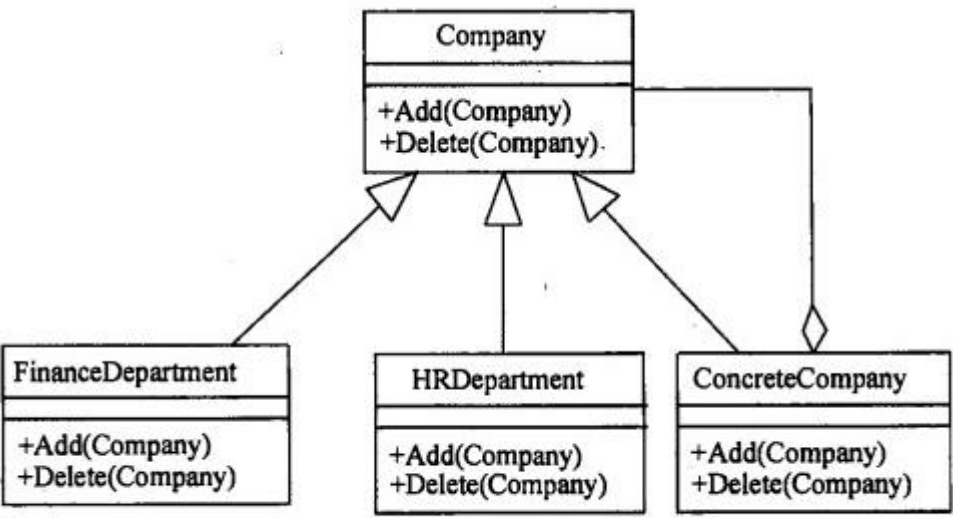 Company
+Add(Company)
+Delete(Company)
FinanceDepartment
+Add(Company)
+Delete(Company)
HRDepartment
+Add(Company)
+Delete(Company)
ConcreteCompany
+Add(Company)
+Delete(Company)